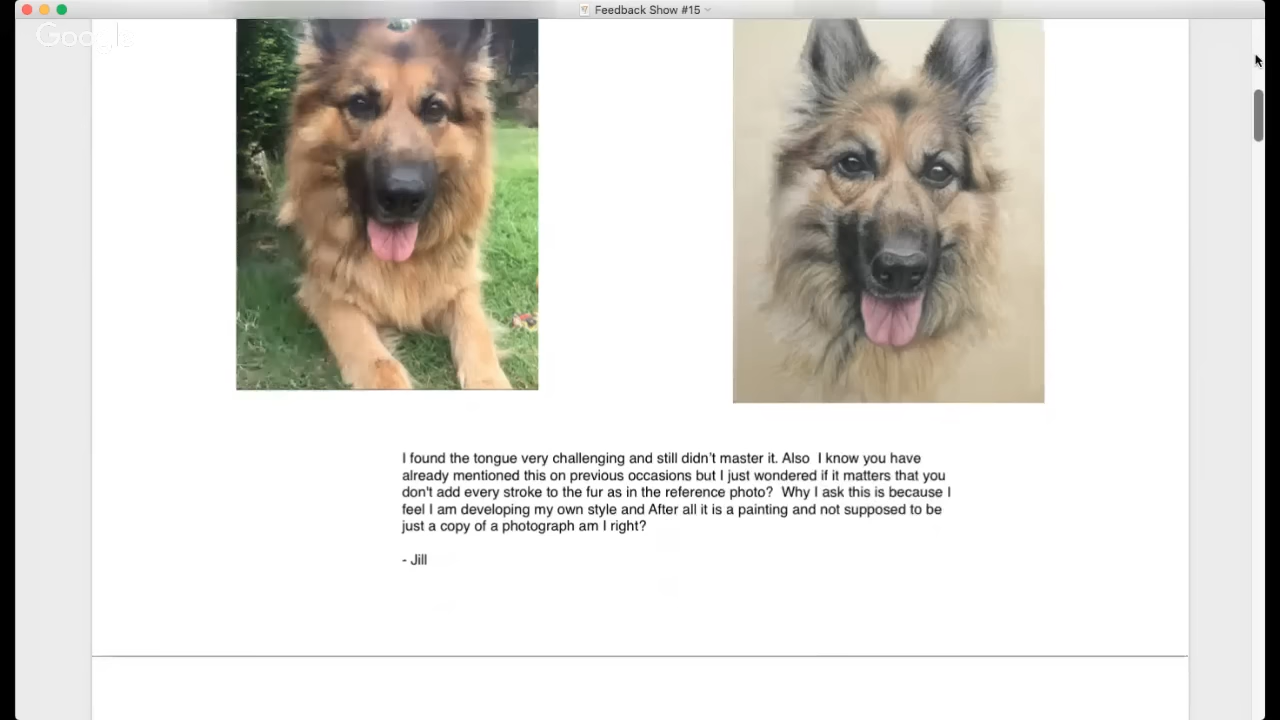 Feedback Show #15
Google
I found the tongue very challenging and still didn't master it. Also  I know you have
already mentioned this on previous occasions but I just wondered if it matters that you
don't add every stroke to the fur as in the reference photo?  Why I ask this is because I
feel I am developing my own style and After all it is a painting and not supposed to be
just a copy of a photograph am I right?
- Jill